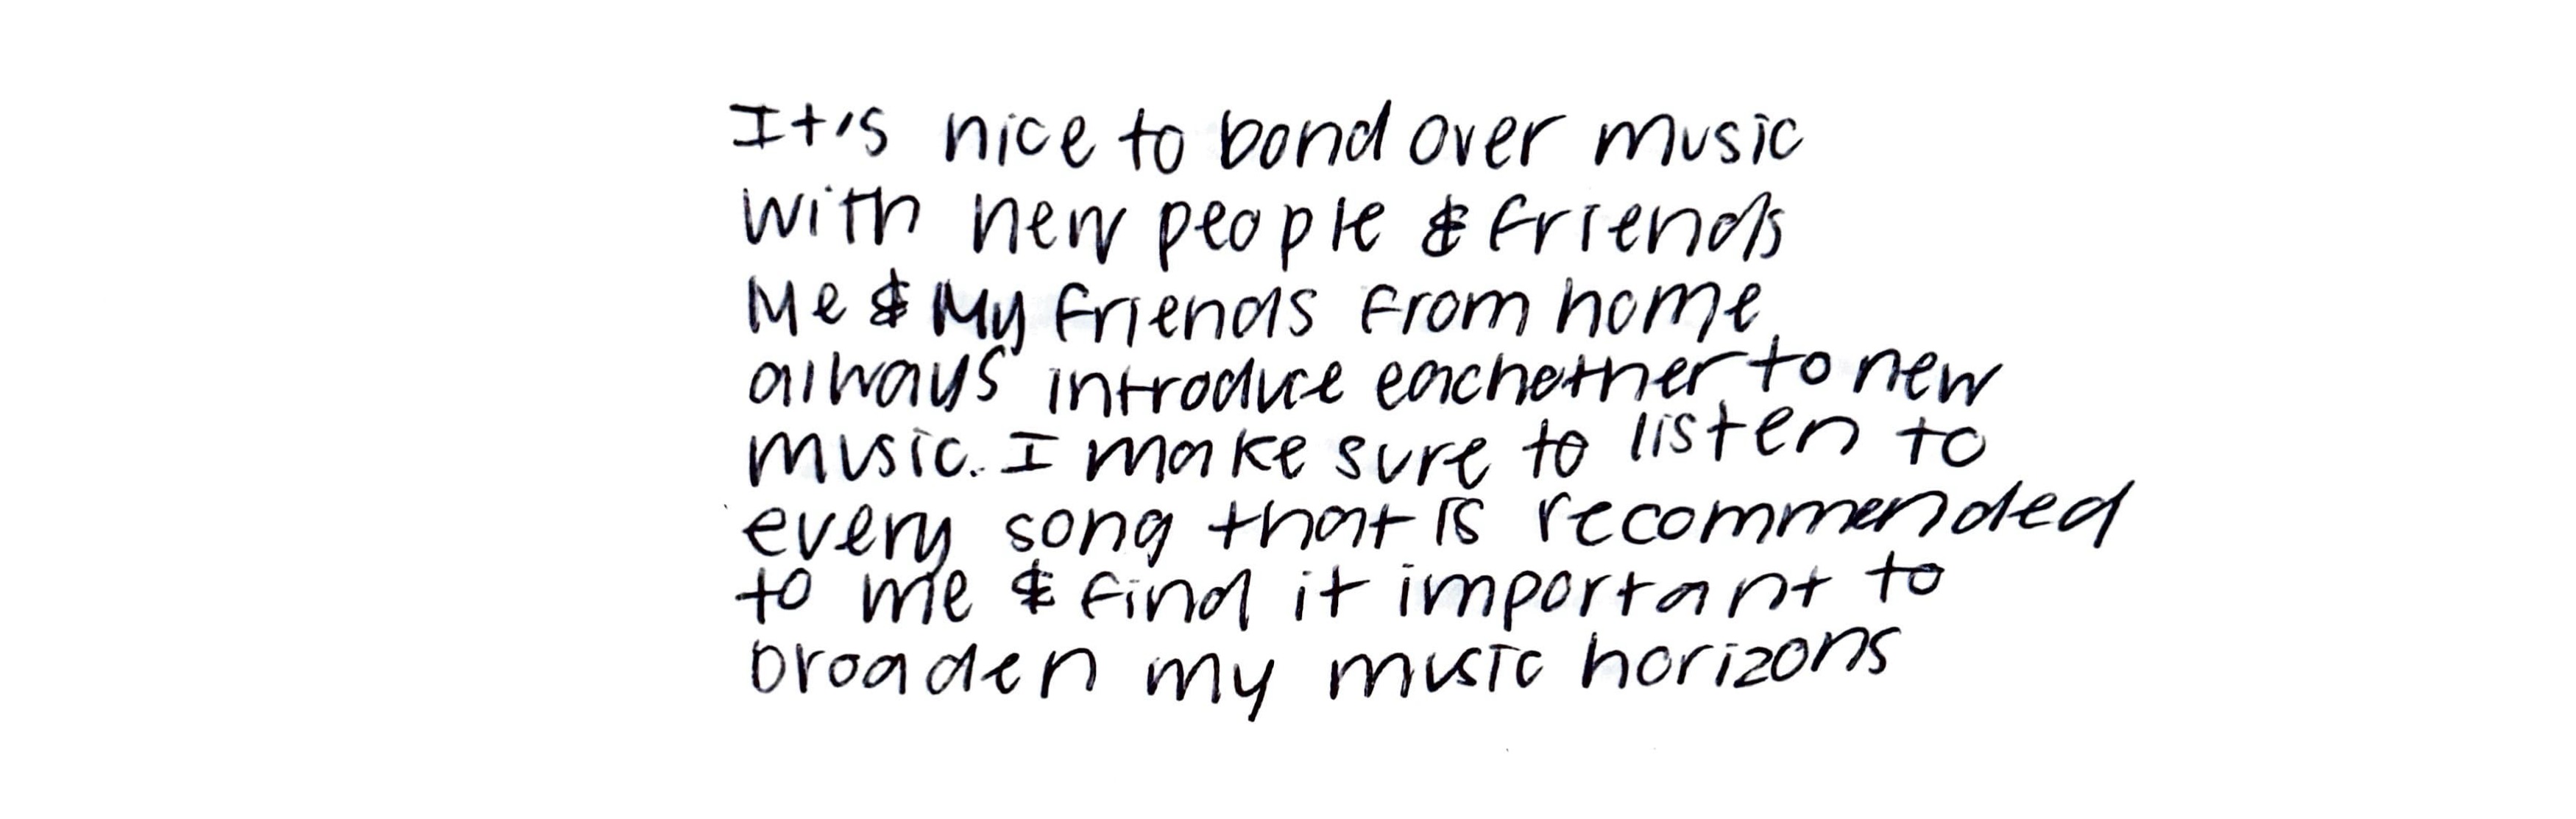 It's nice to bond over music
with new people & friends
Me & My friends from home
always introduce eachother to new
music. I make sure to listen to
every song that is recommended
to me & find it important to
broaden my music horizons